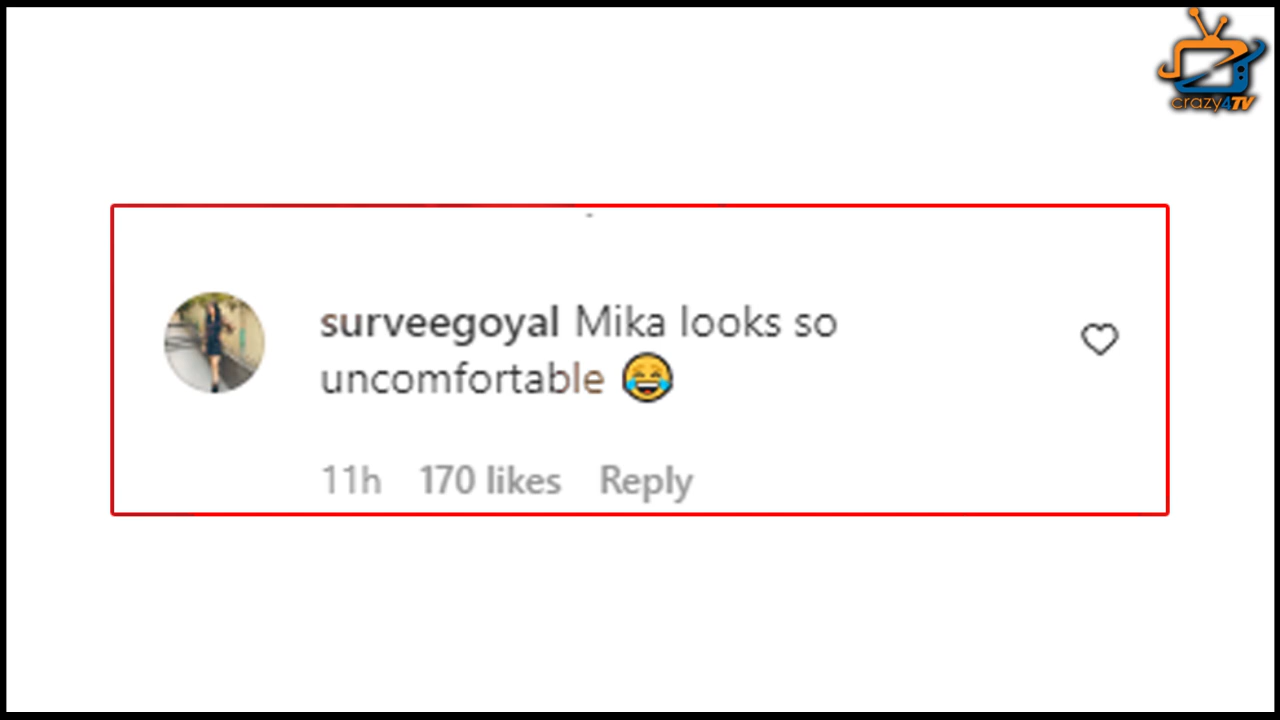 crazy4TV
surveegoyal Mika looks so
uncomfortable 😂
11h 170 likes Reply